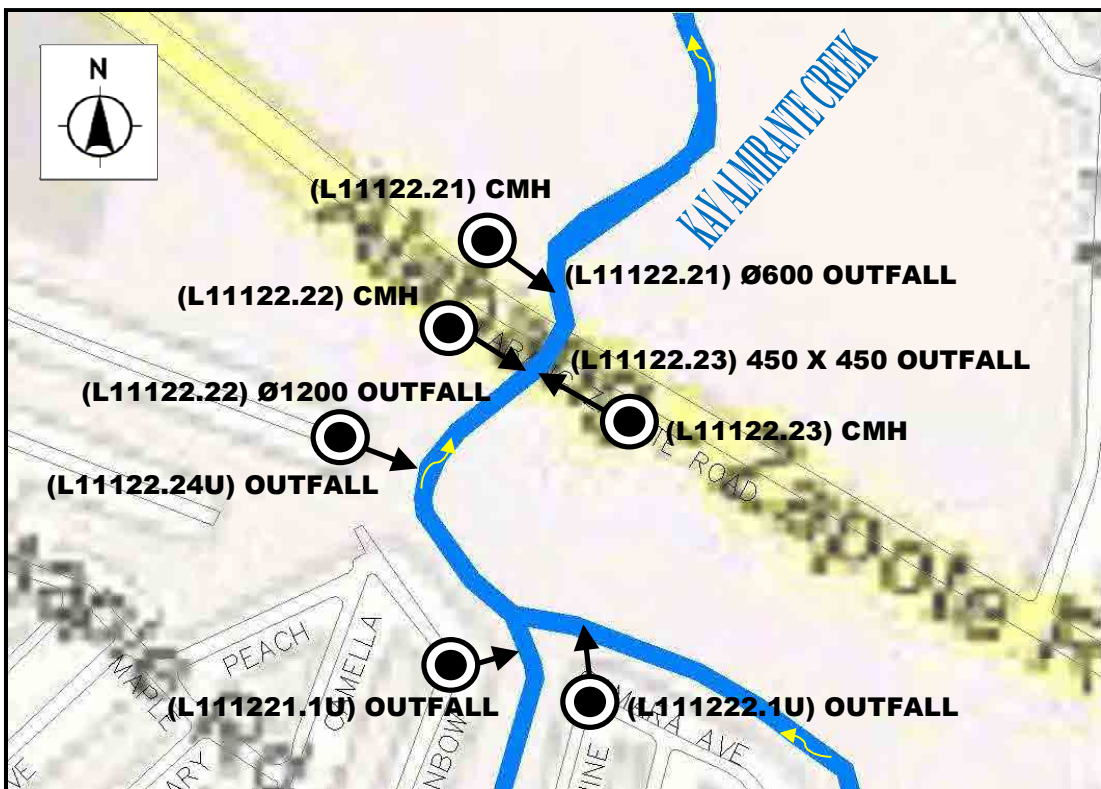 N
KAY ALMIRANTE CREEK
(L11122.21) CMH
(L11122.21) Ø600 OUTFALL
(L11122.22) CMH
(L11122.23) 450 X 450 OUTFALL
(L11122.22) Ø1200 OUTFALL
(L11122.23) CMH
ROAD
(L11122.24U) OUTFALL
PEACH
MAPLE
(L111221.1U) OUTFALL
(L111222.1U) OUTFALL
AVE
AVE